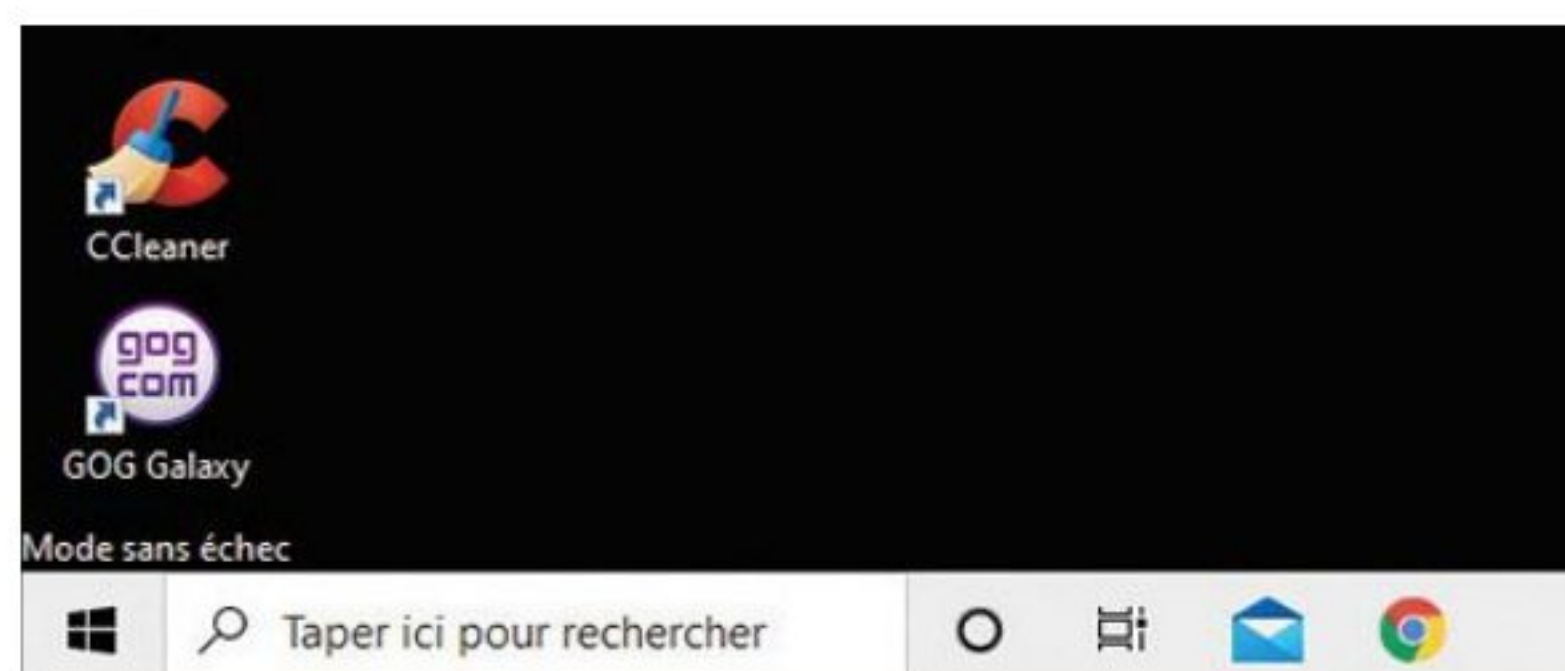 CCleaner
gog
com
GOG Galaxy
Mode sans échec
Taper ici pour rechercher